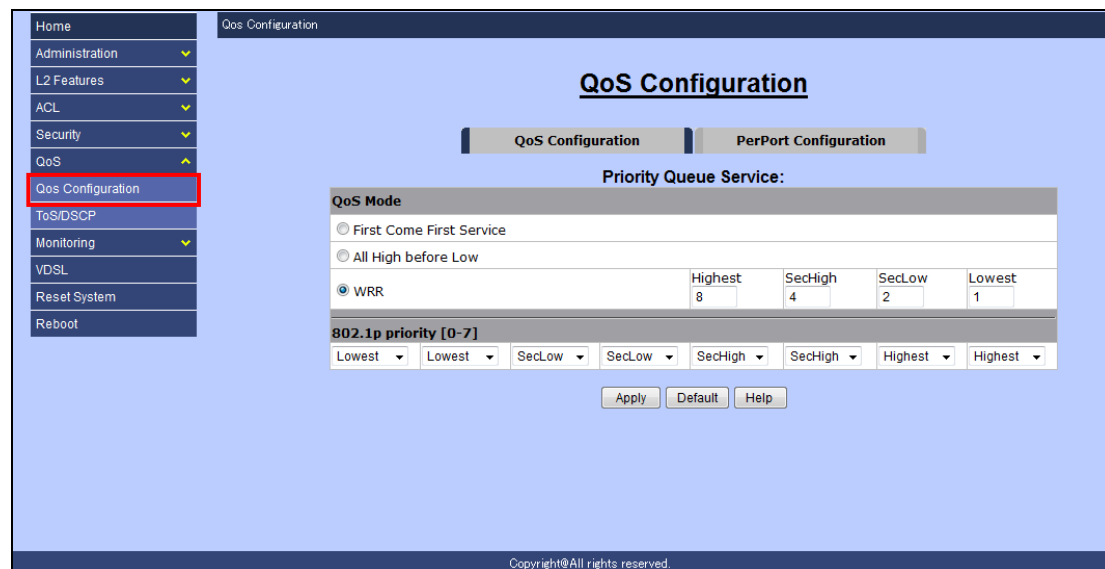 Home
Qos Configuration
Administration
L2 Features
ACL
Security
QoS
Qos Configuration
ToS/DSCP
Monitoring
VDSL
Reset System
Reboot
QoS Configuration
QoS Configuration
PerPort Configuration
Priority Queue Service:
QoS Mode
First Come First Service
All High before Low
WRR
Highest SecHigh SecLow Lowest
8 4 2 1
802.1p priority [0-7]
Lowest Lowest SecLow SecLow SecHigh SecHigh Highest Highest
Apply Default Help
Copyright@All rights reserved.